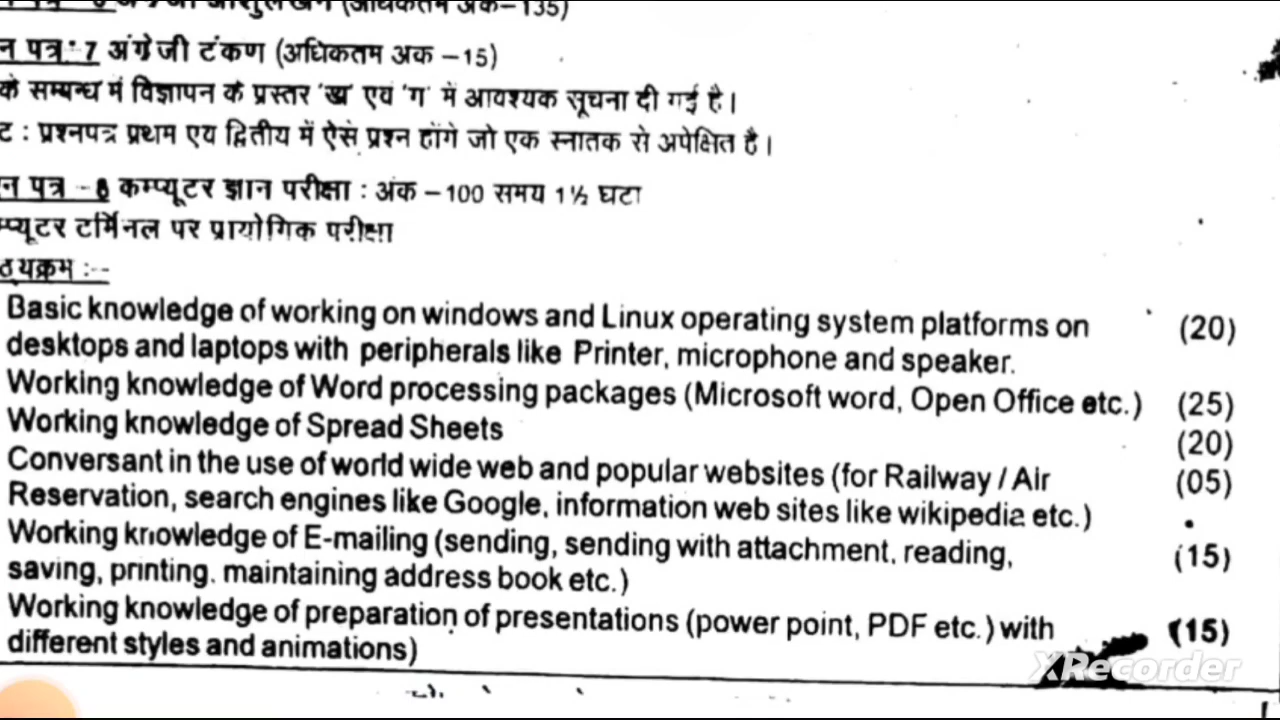 न पत्र 7 अंग्रेजी टंकण (अधिकतम अक –15)
के सम्बन्ध में विज्ञापन के प्रस्तर 'ख' एवं 'ग' में आवश्यक सूचना दी गई है।
ट : प्रश्नपत्र प्रथम एय द्वितीय में ऐसे प्रश्न होंगे जो एक स्नातक से अपेक्षित है।
न पत्र - 8 कम्प्यूटर ज्ञान परीक्षा : अंक – 100 समय 1½ घटा
म्प्यूटर टर्मिनल पर प्रायोगिक परीक्षा
ठ्यक्रम :--
Basic knowledge of working on windows and Linux operating system platforms on (20)
desktops and laptops with peripherals like Printer, microphone and speaker.
Working knowledge of Word processing packages (Microsoft word, Open Office etc.) (25)
Working knowledge of Spread Sheets (20)
Conversant in the use of world wide web and popular websites (for Railway / Air (05)
Reservation, search engines like Google, information web sites like wikipedia etc.)
Working knowledge of E-mailing (sending, sending with attachment, reading, (15)
saving, printing. maintaining address book etc.)
Working knowledge of preparation of presentations (power point, PDF etc.) with (15)
different styles and animations)
XRecorder